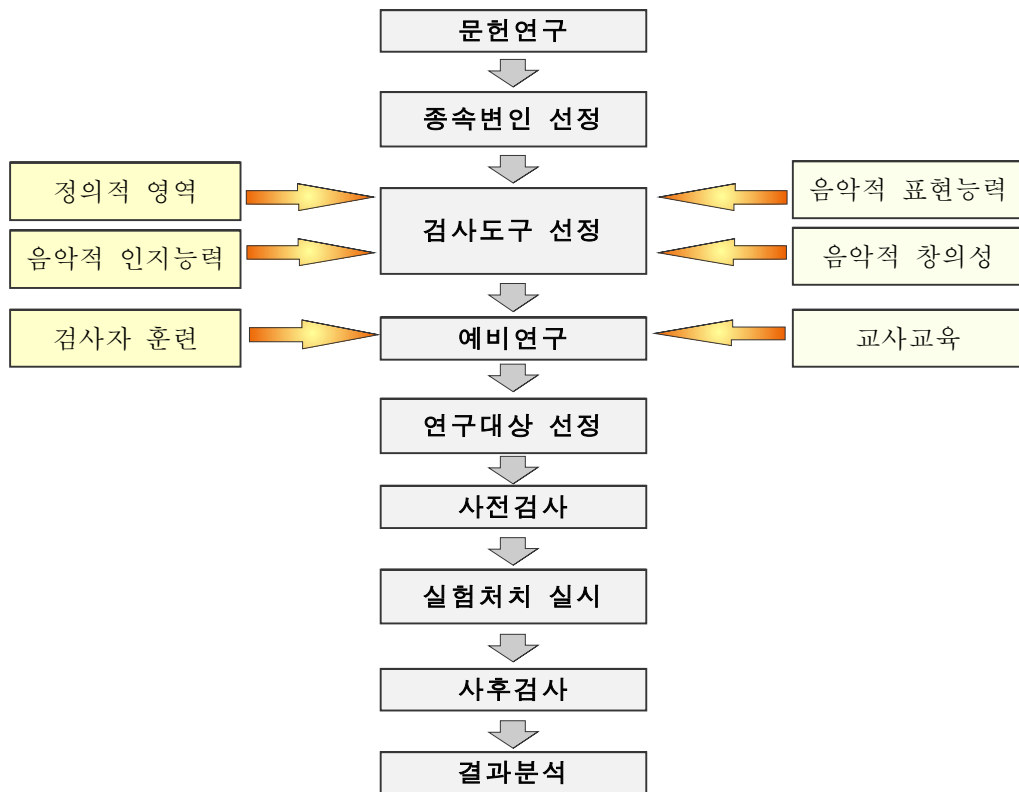 문헌연구
종속변인 선정
정의적 영역
음악적 표현능력
검사도구 선정
음악적 인지능력
음악적 창의성
검사자 훈련
예비연구
교사교육
연구대상 선정
사전검사
실험처치 실시
사후검사
결과분석